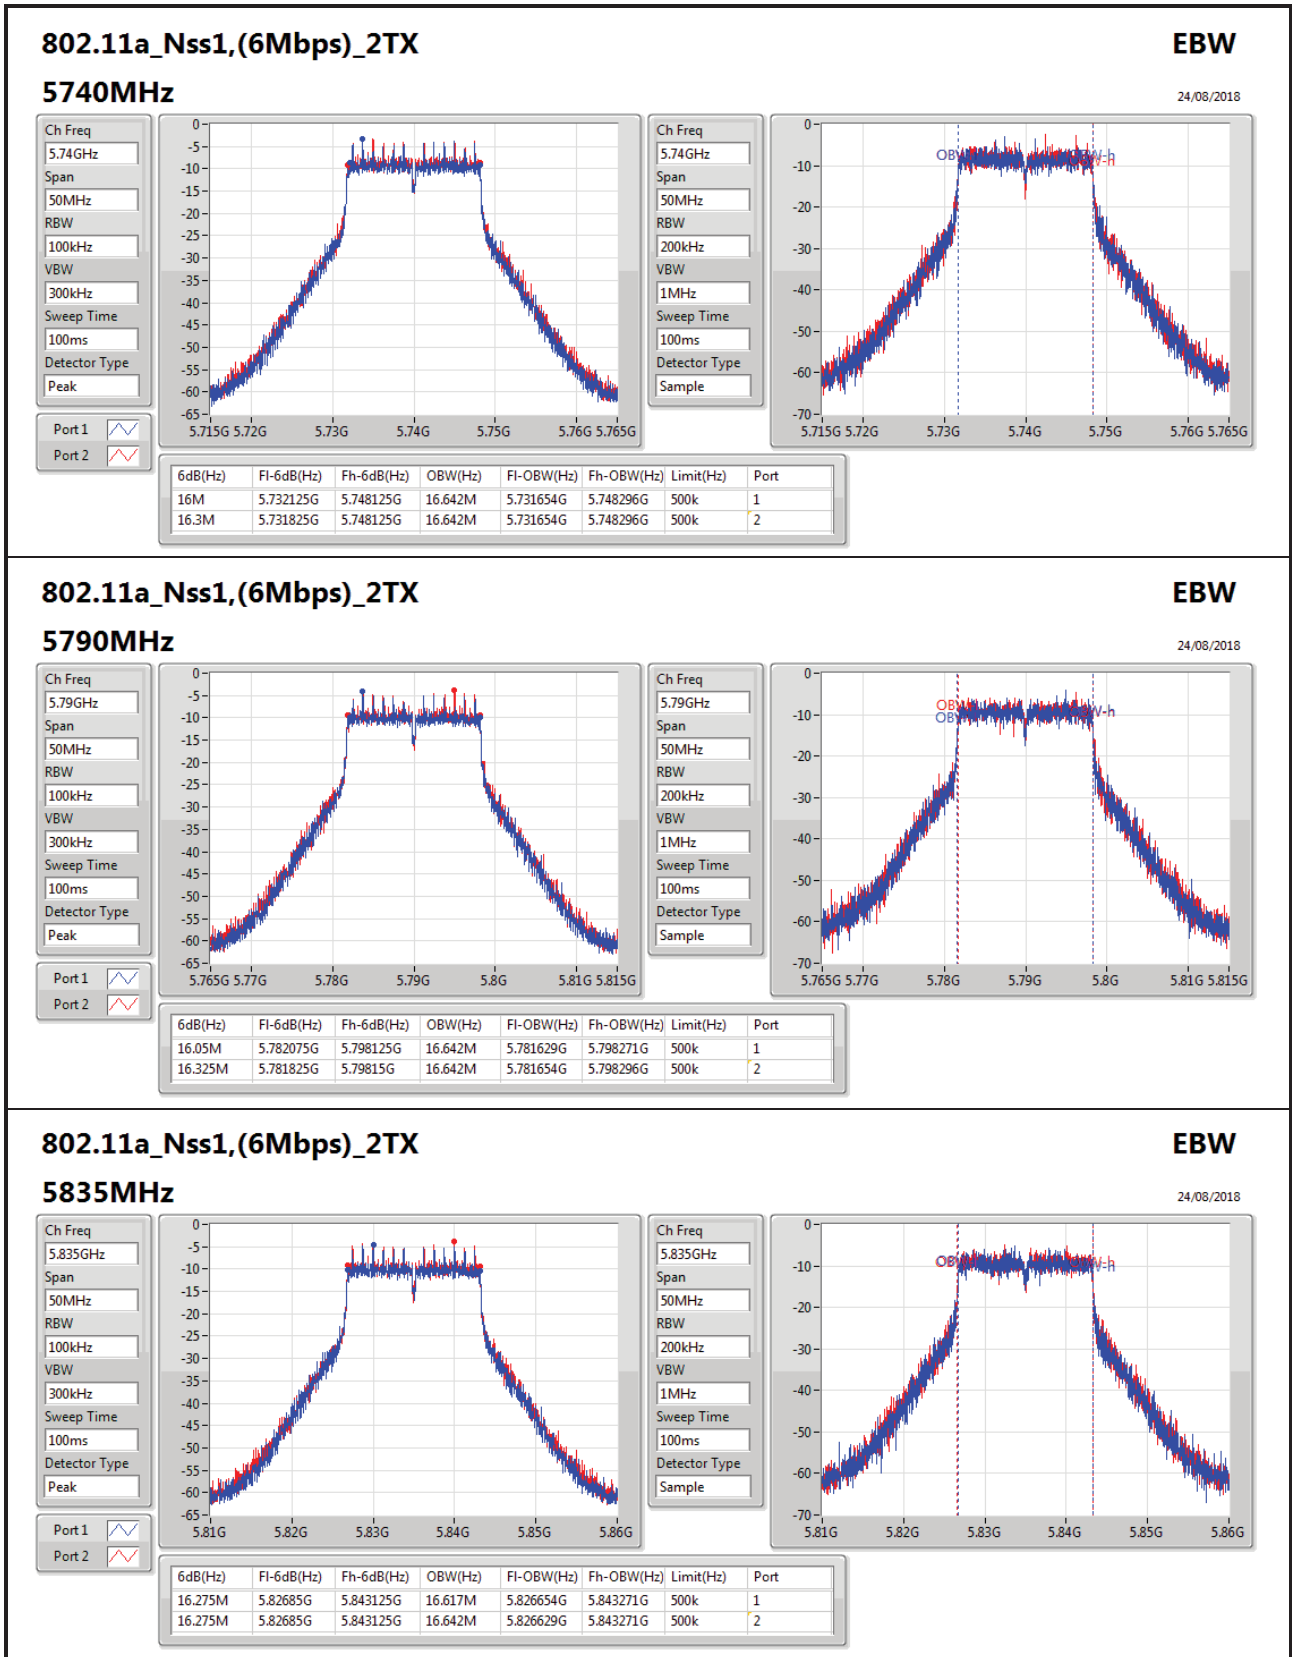 802.11a_Nss1,(6Mbps)_2TX EBW
5740MHz 24/08/2018
Ch Freq
5.74GHz
Span
50MHz
RBW
100kHz
VBW
300kHz
Sweep Time
100ms
Detector Type
Peak
Port 1
Port 2
0
-5
-10
-15
-20
-25
-30
-35
-40
-45
-50
-55
-60
-65
5.715G 5.72G 5.73G 5.74G 5.75G 5.76G 5.765G
Ch Freq
5.74GHz
Span
50MHz
RBW
200kHz
VBW
1MHz
Sweep Time
100ms
Detector Type
Sample
0
-10
-20
-30
-40
-50
-60
-70
5.715G 5.72G 5.73G 5.74G 5.75G 5.76G 5.765G
6dB(Hz) Fl-6dB(Hz) Fh-6dB(Hz) OBW(Hz) Fl-OBW(Hz) Fh-OBW(Hz) Limit(Hz) Port
16M 5.732125G 5.748125G 16.642M 5.731654G 5.748296G 500k 1
16.3M 5.731825G 5.748125G 16.642M 5.731654G 5.748296G 500k 2
802.11a_Nss1,(6Mbps)_2TX EBW
5790MHz 24/08/2018
Ch Freq
5.79GHz
Span
50MHz
RBW
100kHz
VBW
300kHz
Sweep Time
100ms
Detector Type
Peak
Port 1
Port 2
0
-5
-10
-15
-20
-25
-30
-35
-40
-45
-50
-55
-60
-65
5.765G 5.77G 5.78G 5.79G 5.8G 5.81G 5.815G
Ch Freq
5.79GHz
Span
50MHz
RBW
200kHz
VBW
1MHz
Sweep Time
100ms
Detector Type
Sample
0
-10
-20
-30
-40
-50
-60
-70
5.765G 5.77G 5.78G 5.79G 5.8G 5.81G 5.815G
6dB(Hz) Fl-6dB(Hz) Fh-6dB(Hz) OBW(Hz) Fl-OBW(Hz) Fh-OBW(Hz) Limit(Hz) Port
16.05M 5.782075G 5.798125G 16.642M 5.781629G 5.798271G 500k 1
16.325M 5.781825G 5.79815G 16.642M 5.781654G 5.798296G 500k 2
802.11a_Nss1,(6Mbps)_2TX EBW
5835MHz 24/08/2018
Ch Freq
5.835GHz
Span
50MHz
RBW
100kHz
VBW
300kHz
Sweep Time
100ms
Detector Type
Peak
Port 1
Port 2
0
-5
-10
-15
-20
-25
-30
-35
-40
-45
-50
-55
-60
-65
5.81G 5.82G 5.83G 5.84G 5.85G 5.86G
Ch Freq
5.835GHz
Span
50MHz
RBW
200kHz
VBW
1MHz
Sweep Time
100ms
Detector Type
Sample
0
-10
-20
-30
-40
-50
-60
-70
5.81G 5.82G 5.83G 5.84G 5.85G 5.86G
6dB(Hz) Fl-6dB(Hz) Fh-6dB(Hz) OBW(Hz) Fl-OBW(Hz) Fh-OBW(Hz) Limit(Hz) Port
16.275M 5.82685G 5.843125G 16.617M 5.826654G 5.843271G 500k 1
16.275M 5.82685G 5.843125G 16.642M 5.826629G 5.843271G 500k 2